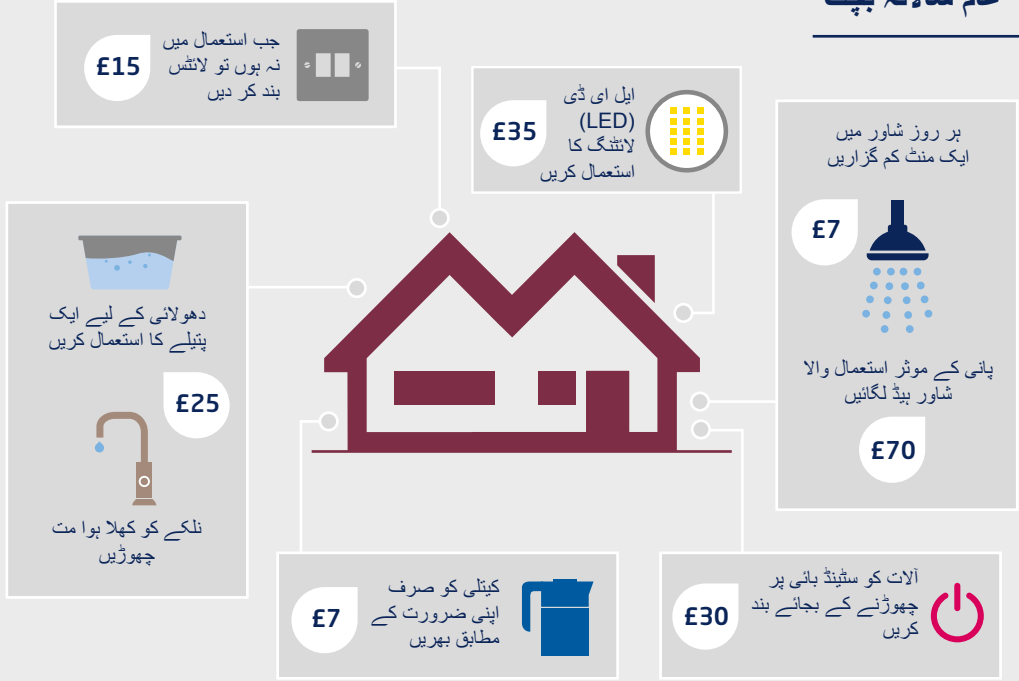 عام سالانہ بچت
جب استعمال میں
نہ ہوں تو لائٹس
بند کر دیں
£15
ایل ای ڈی
(LED)
لائٹنگ کا
استعمال کریں
£35
ہر روز شاور میں
ایک منٹ کم گزاریں
£7
پانی کے موثر استعمال والا
شاور ہیڈ لگائیں
£70
دھولائی کے لیے ایک
پتیلے کا استعمال کریں
£25
نلکے کو کھلا ہوا مت
چھوڑیں
کیتلی کو صرف
اپنی ضرورت کے
مطابق بھریں
£7
آلات کو سٹینڈ بائی پر
چھوڑنے کے بجائے بند
کریں
£30